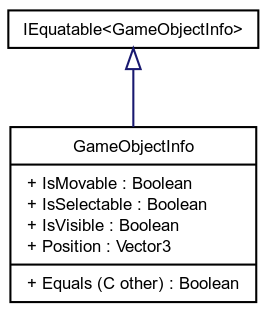 IEquatable<GameObjectInfo>
GameObjectInfo
+ IsMovable : Boolean
+ IsSelectable : Boolean
+ IsVisible : Boolean
+ Position : Vector3
+ Equals (C other) : Boolean